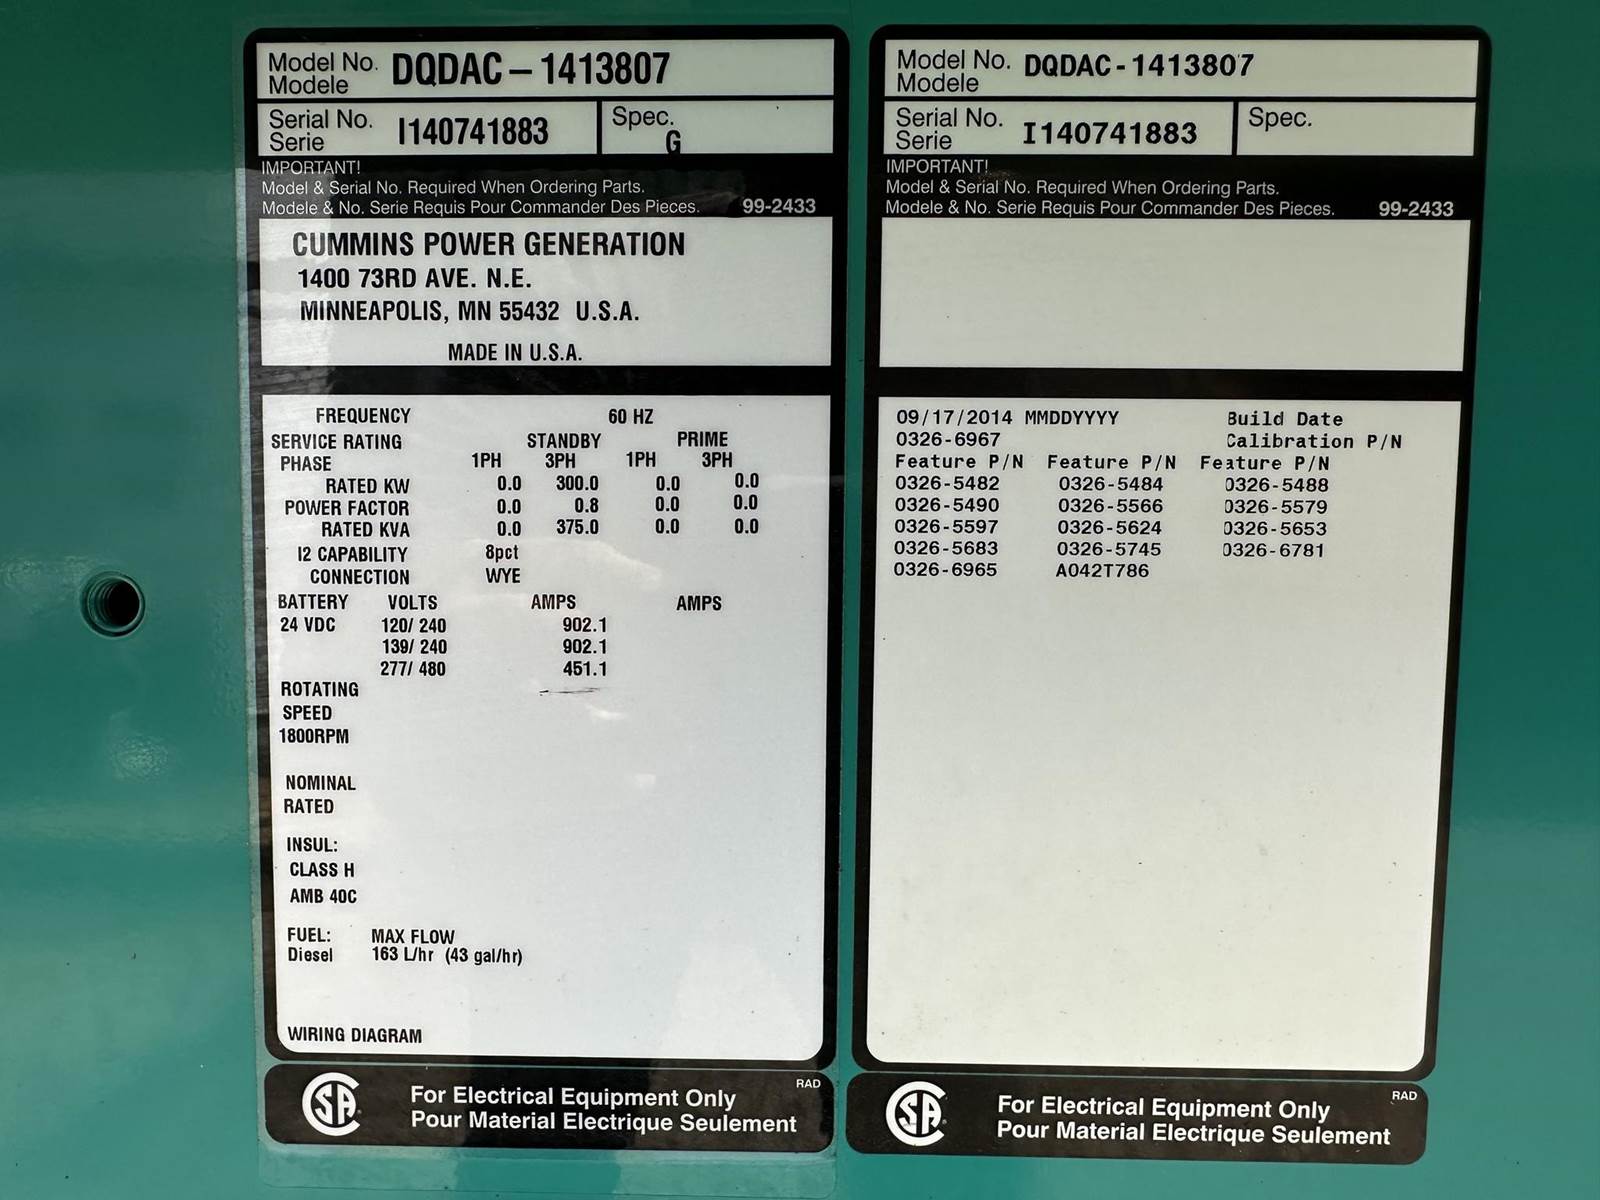 Model No. DQDAC – 1413807
Modele
Serial No. I140741883
Serie
Spec.
G
IMPORTANT!
Model & Serial No. Required When Ordering Parts.
Modele & No. Serie Requis Pour Commander Des Pieces. 99-2433
CUMMINS POWER GENERATION
1400 73RD AVE. N.E.
MINNEAPOLIS, MN 55432 U.S.A.
MADE IN U.S.A.
FREQUENCY 60 HZ
SERVICE RATING STANDBY PRIME
PHASE 1PH 3PH 1PH 3PH
RATED KW 0.0 300.0 0.0 0.0
POWER FACTOR 0.0 0.8 0.0 0.0
RATED KVA 0.0 375.0 0.0 0.0
I2 CAPABILITY 8pct
CONNECTION WYE
BATTERY VOLTS AMPS AMPS
24 VDC 120/ 240 902.1
139/ 240 902.1
277/ 480 451.1
ROTATING
SPEED
1800RPM
NOMINAL
RATED
INSUL:
CLASS H
AMB 40C
FUEL: MAX FLOW
Diesel 163 L/hr (43 gal/hr)
WIRING DIAGRAM
RAD
SA
For Electrical Equipment Only
Pour Material Electrique Seulement
Model No. DQDAC-1413807
Modele
Serial No. I140741883
Serie
Spec.
IMPORTANT!
Model & Serial No. Required When Ordering Parts.
Modele & No. Serie Requis Pour Commander Des Pieces. 99-2433
09/17/2014 MMDDYYYY Build Date
0326-6967 Calibration P/N
Feature P/N Feature P/N Feature P/N
0326-5482 0326-5484 0326-5488
0326-5490 0326-5566 0326-5579
0326-5597 0326-5624 0326-5653
0326-5683 0326-5745 0326-6781
0326-6965 A042T786
RAD
SA
For Electrical Equipment Only
Pour Material Electrique Seulement